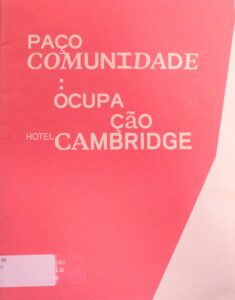 PAÇO
COMUNIDADE
:
OCUPA
ÇÃO
HOTEL CAMBRIDGE